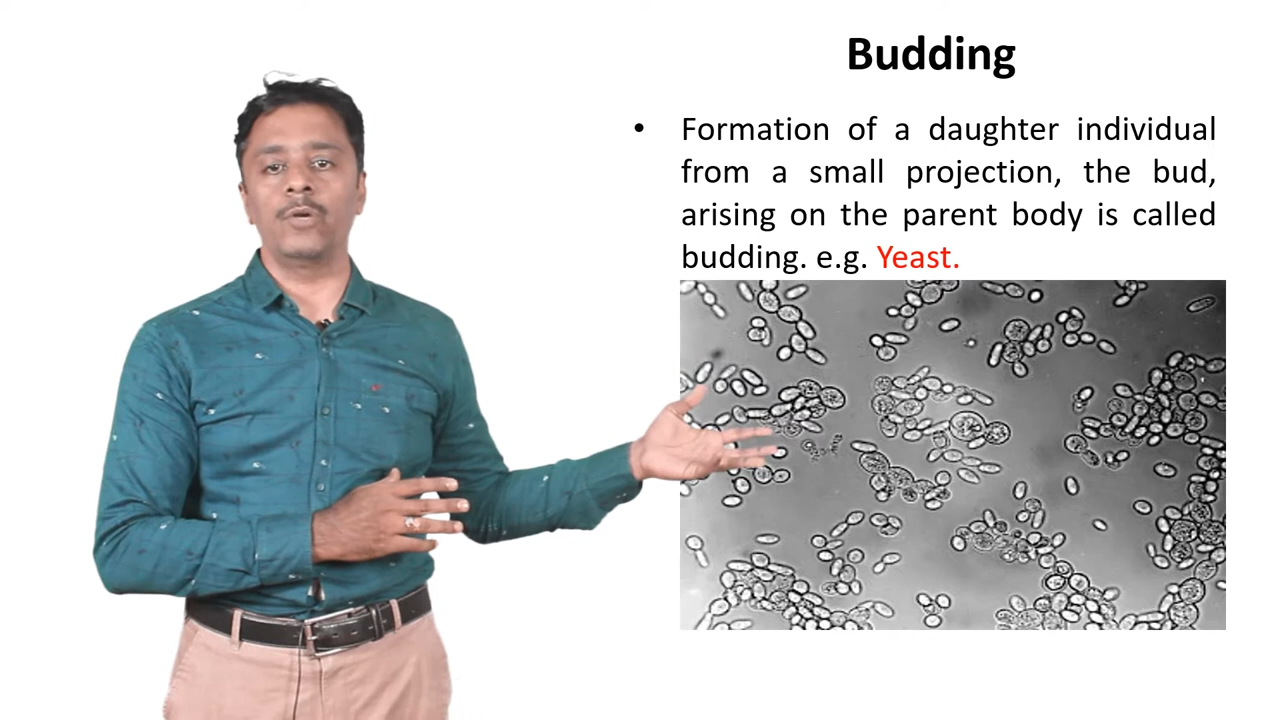 Budding
• Formation of a daughter individual
from a small projection, the bud,
arising on the parent body is called
budding. e.g. Yeast.